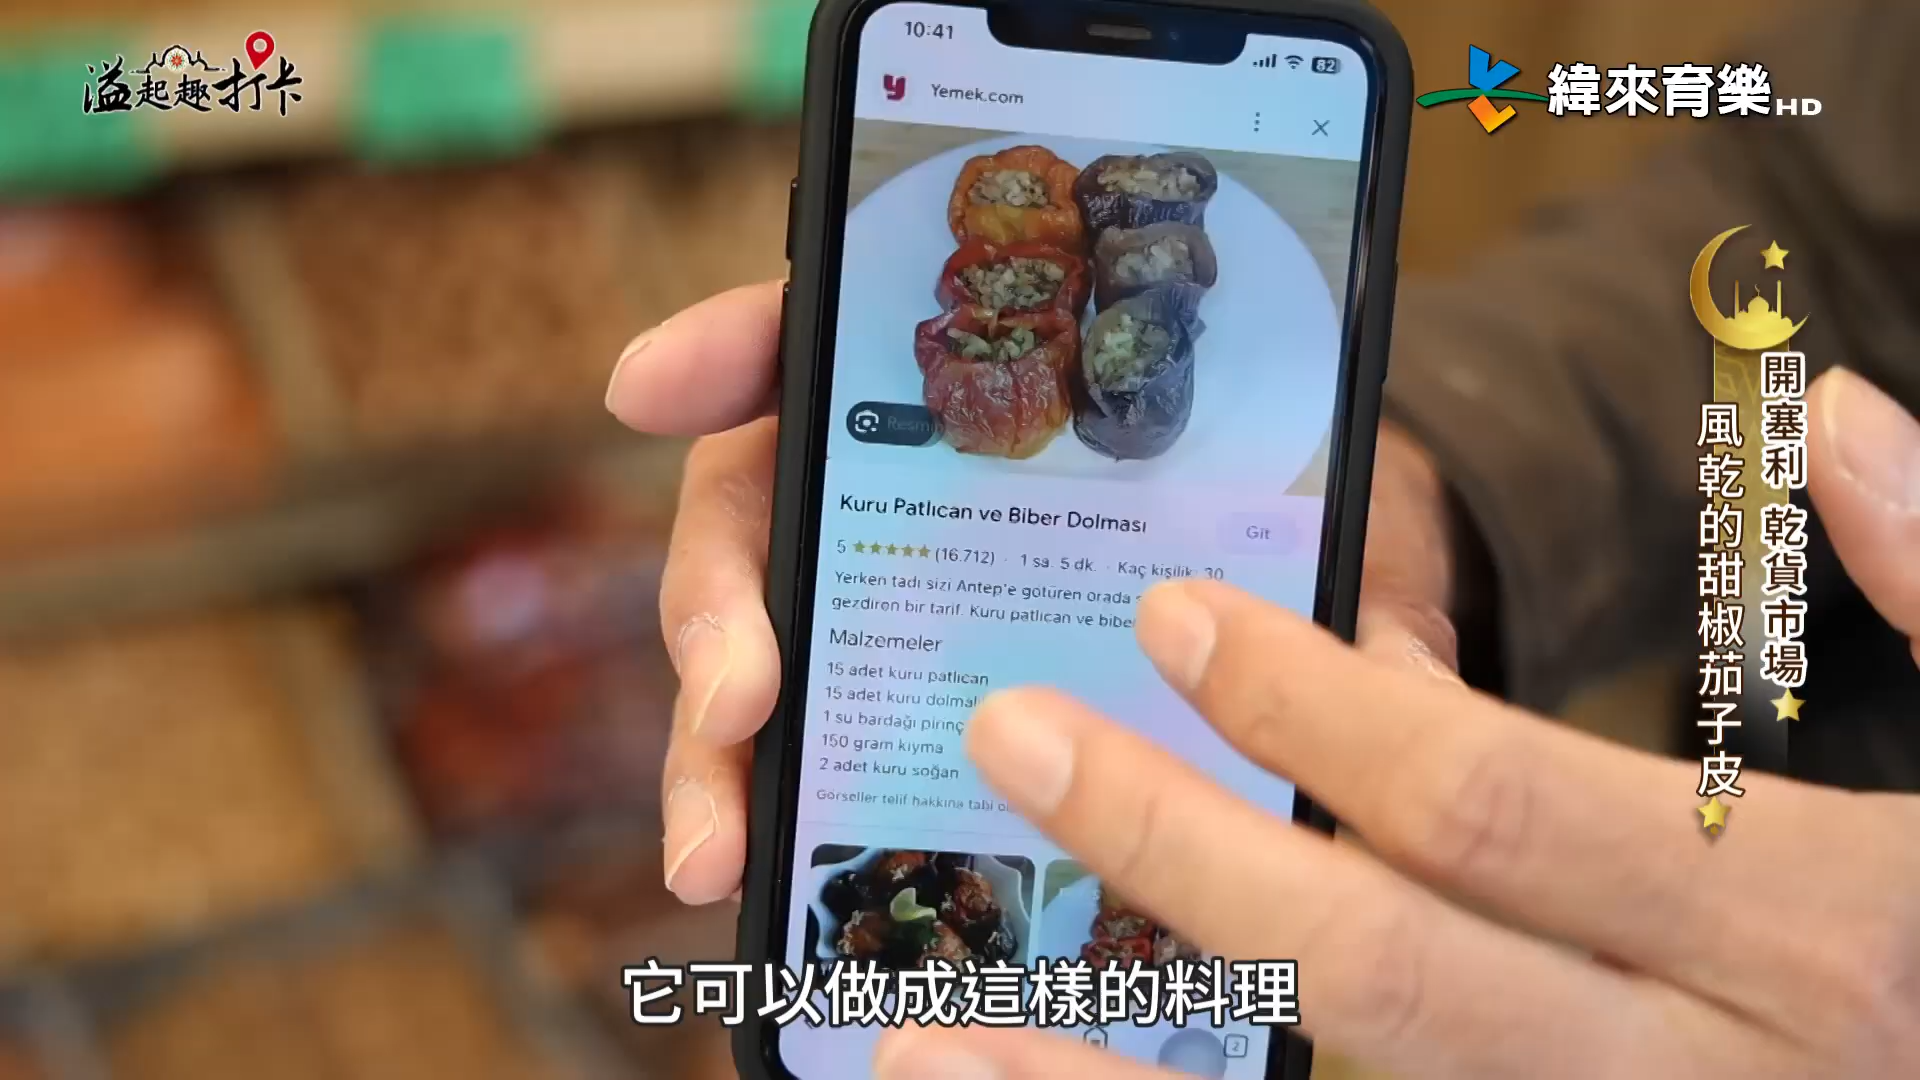 溢起趣打卡
緯來育樂HD
10:41
82
Yemek.com
Kuru Patlıcan ve Biber Dolması
Git
5 ★★★★★ (16.712) · 1 sa. 5 dk. · Kaç kişilik: 30
Yerken tadı sizi Antep'e götüren orada
gezdiren bir tarif. Kuru patlıcan ve
Malzemeler
15 adet kuru patlıcan
15 adet kuru
1 su bardağı pirinç
150 gram kıyma
2 adet kuru soğan
Görseller telif hakkına tabi
2
開塞利 乾貨市場
風乾的甜椒茄子皮
它可以做成這樣的料理